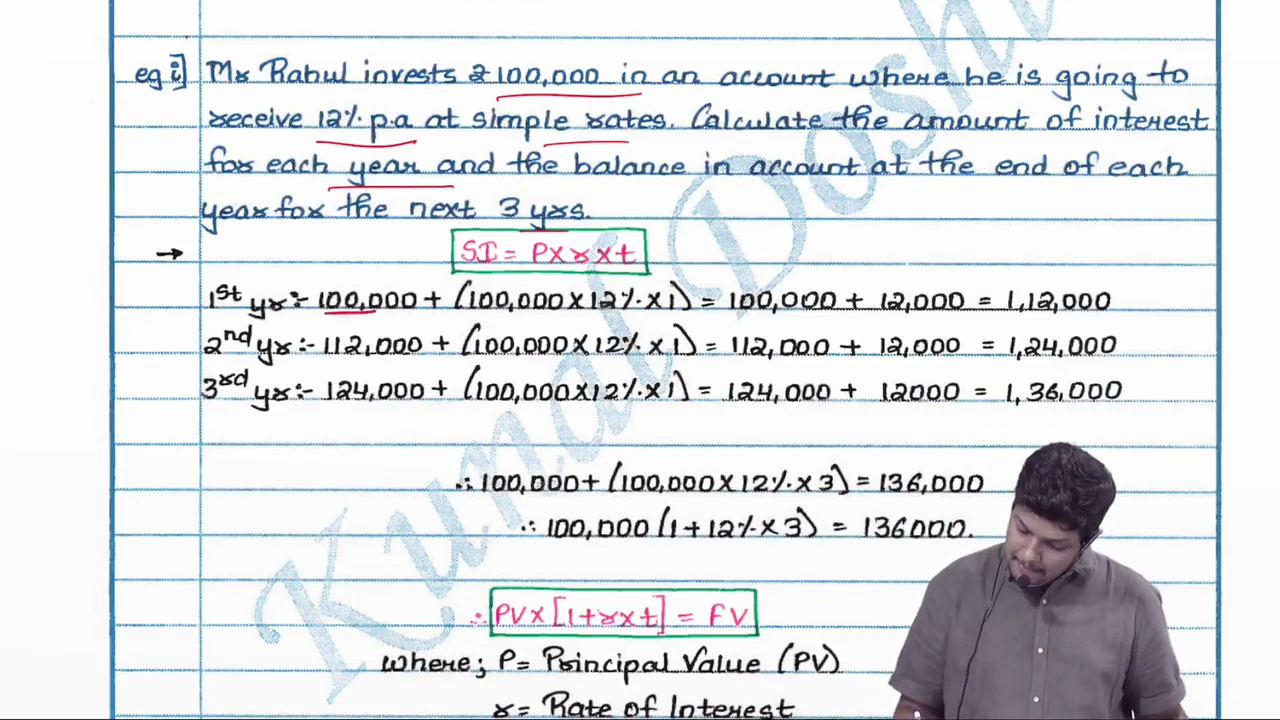 eg i] Mr Rahul invests ₹ 100,000 in an account where he is going to
receive 12% p.a at simple rates. Calculate the amount of interest
for each year and the balance in account at the end of each
year for the next 3 yrs.
→ SI = P x r x t
1st yr :- 100,000 + (100,000 x 12% x 1) = 100,000 + 12,000 = 1,12,000
2nd yr :- 112,000 + (100,000 x 12% x 1) = 112,000 + 12,000 = 1,24,000
3rd yr :- 124,000 + (100,000 x 12% x 1) = 124,000 + 12000 = 1,36,000
∴ 100,000 + (100,000 x 12% x 3) = 136,000
∴ 100,000 (1 + 12% x 3) = 136000.
∴ PV x [1 + r x t] = FV
where; P = Principal Value (PV)
r = Rate of Interest
Kunal Doshi